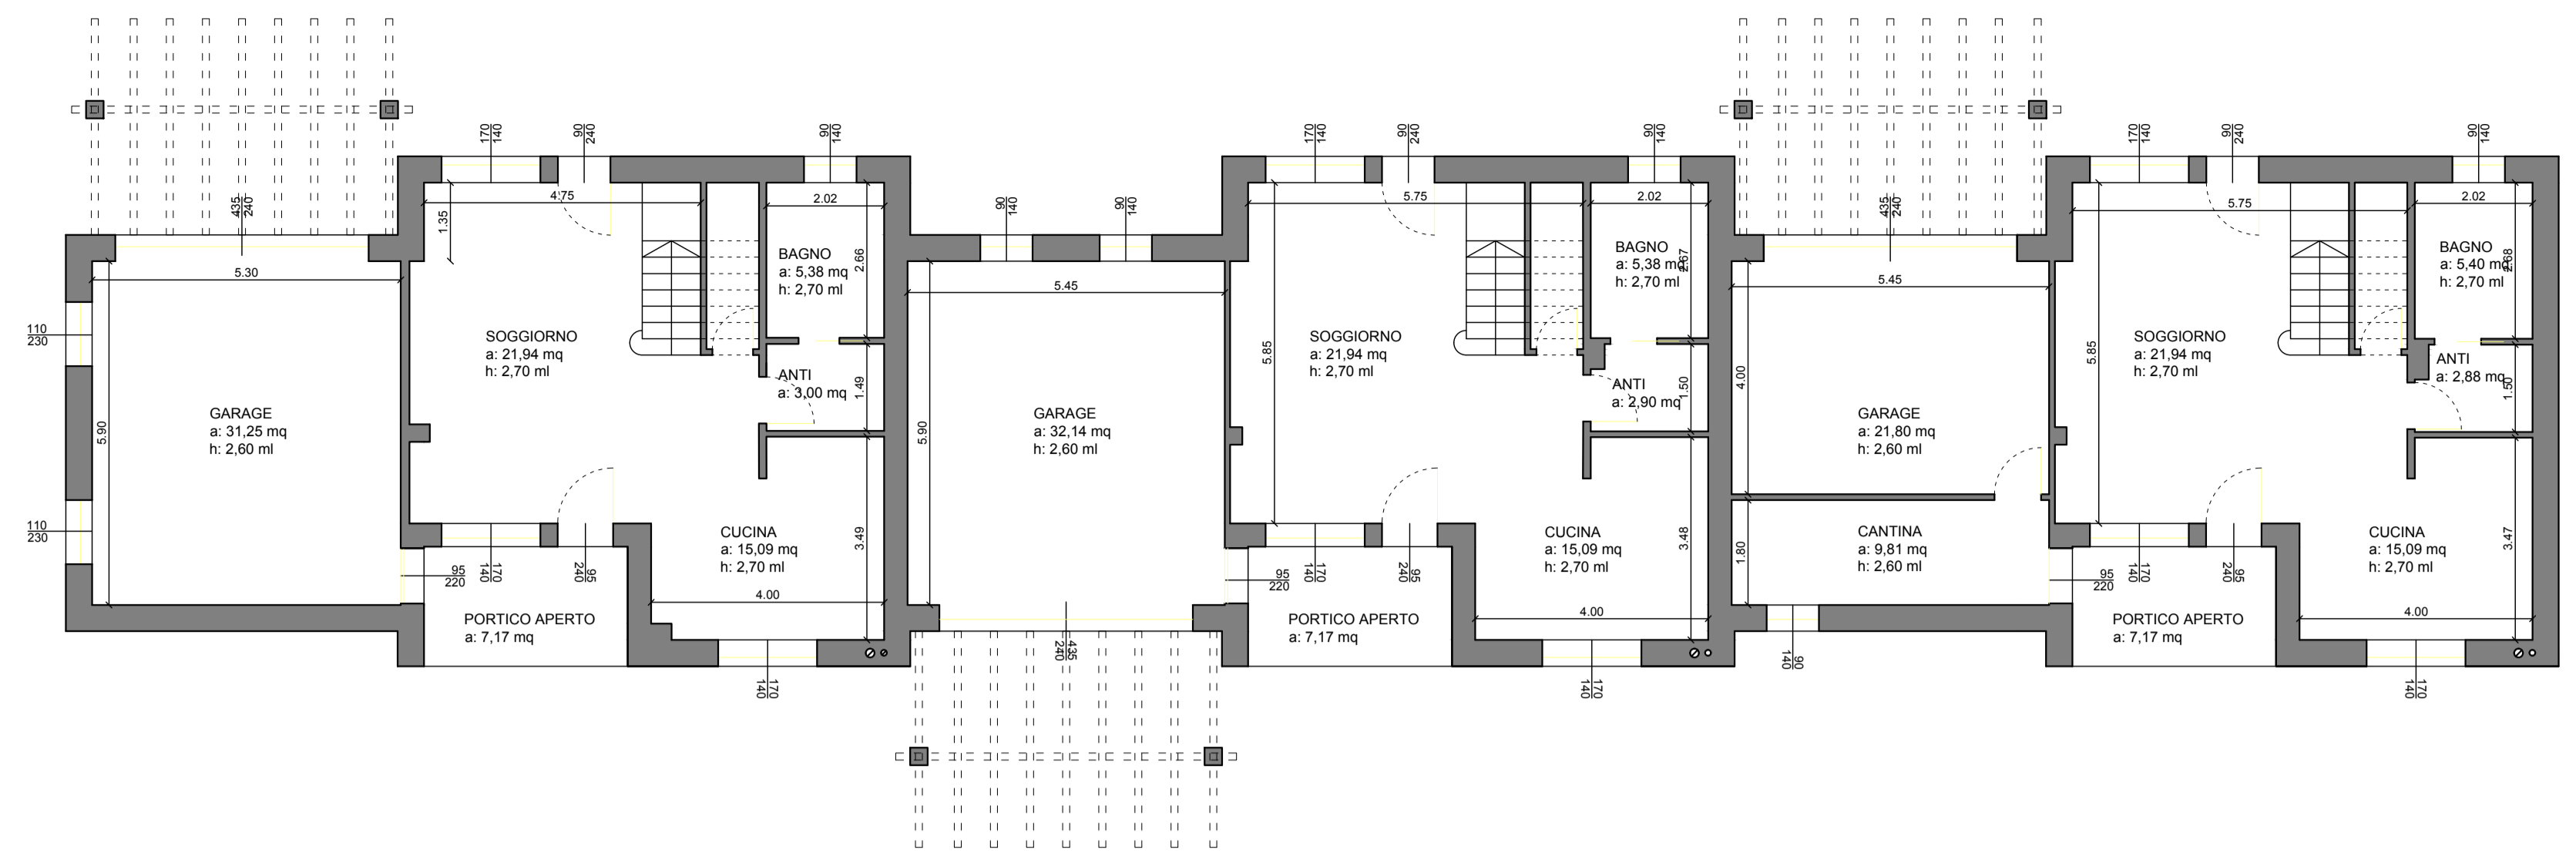 170
140
90
240
90
140
170
140
90
240
90
140
170
140
90
240
90
140
435
240
435
240
90
140
90
140
4.75
2.02
1.35
5.75
2.02
5.75
2.02
5.30
5.45
5.45
BAGNO
a: 5,38 mq
h: 2,70 ml
2.66
BAGNO
a: 5,38 mq
h: 2,70 ml
2.67
BAGNO
a: 5,40 mq
h: 2,70 ml
2.68
110
230
SOGGIORNO
a: 21,94 mq
h: 2,70 ml
SOGGIORNO
a: 21,94 mq
h: 2,70 ml
5.85
SOGGIORNO
a: 21,94 mq
h: 2,70 ml
5.85
ANTI
a: 3,00 mq
1.49
ANTI
a: 2,90 mq
1.50
ANTI
a: 2,88 mq
1.50
4.00
GARAGE
a: 31,25 mq
h: 2,60 ml
5.90
GARAGE
a: 32,14 mq
h: 2,60 ml
5.90
GARAGE
a: 21,80 mq
h: 2,60 ml
110
230
CUCINA
a: 15,09 mq
h: 2,70 ml
3.49
CUCINA
a: 15,09 mq
h: 2,70 ml
3.48
CANTINA
a: 9,81 mq
h: 2,60 ml
1.80
CUCINA
a: 15,09 mq
h: 2,70 ml
3.47
95
220
170
140
95
240
95
220
170
140
95
240
95
220
170
140
95
240
4.00
4.00
4.00
PORTICO APERTO
a: 7,17 mq
PORTICO APERTO
a: 7,17 mq
PORTICO APERTO
a: 7,17 mq
435
240
90
140
170
140
170
140
170
140